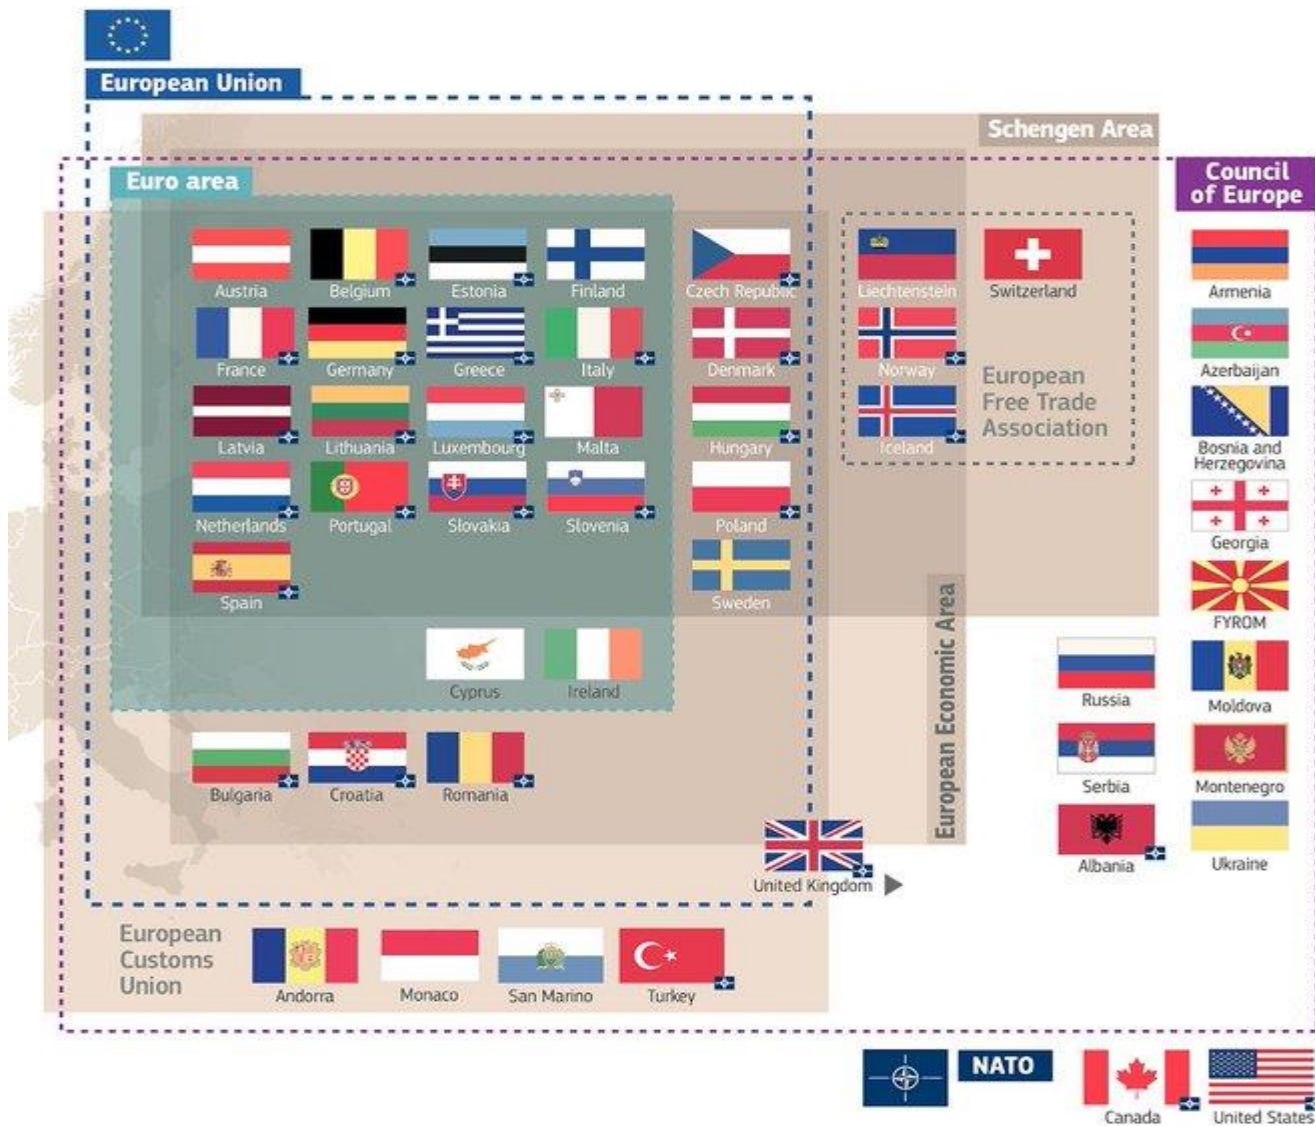 European Union
Schengen Area
Euro area
Council
of Europe
Austria
Belgium
Estonia
Finland
Czech Republic
Liechtenstein
Switzerland
Armenia
France
Germany
Greece
Italy
Denmark
Norway
European
Free Trade
Association
Azerbaijan
Latvia
Lithuania
Luxembourg
Malta
Hungary
Iceland
Bosnia and
Herzegovina
Netherlands
Portugal
Slovakia
Slovenia
Poland
Georgia
Spain
Sweden
European Economic Area
FYROM
Cyprus
Ireland
Russia
Moldova
Bulgaria
Croatia
Romania
Serbia
Montenegro
United Kingdom
Albania
Ukraine
European
Customs
Union
Andorra
Monaco
San Marino
Turkey
NATO
Canada
United States